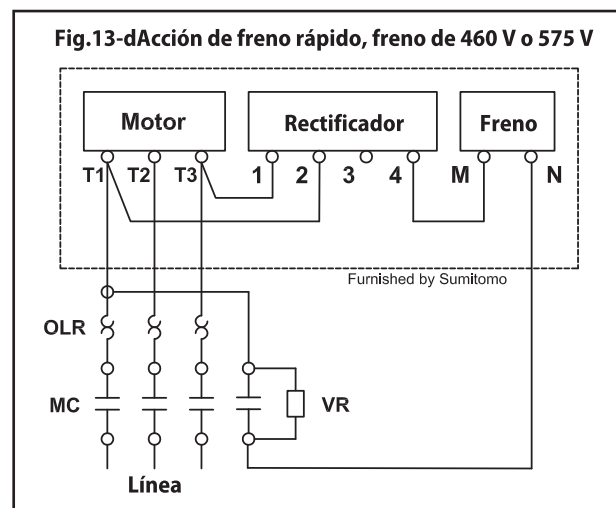 Fig.13-dAcción de freno rápido, freno de 460 V o 575 V
Motor
Rectificador
Freno
T1 T2 T3 1 2 3 4 M N
Furnished by Sumitomo
OLR
MC
VR
Línea